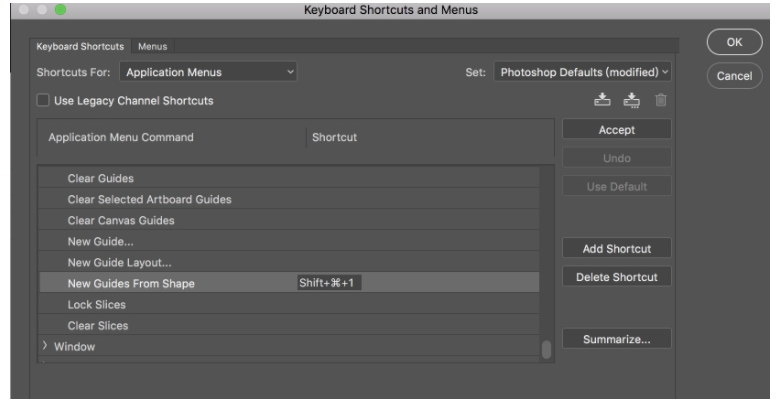 Keyboard Shortcuts and Menus
Keyboard Shortcuts Menus
OK
Shortcuts For: Application Menus
Set: Photoshop Defaults (modified)
Cancel
Use Legacy Channel Shortcuts
Application Menu Command Shortcut
Accept
Undo
Use Default
Clear Guides
Clear Selected Artboard Guides
Clear Canvas Guides
New Guide...
Add Shortcut
New Guide Layout...
New Guides From Shape Shift+⌘+1
Delete Shortcut
Lock Slices
Clear Slices
Summarize...
Window